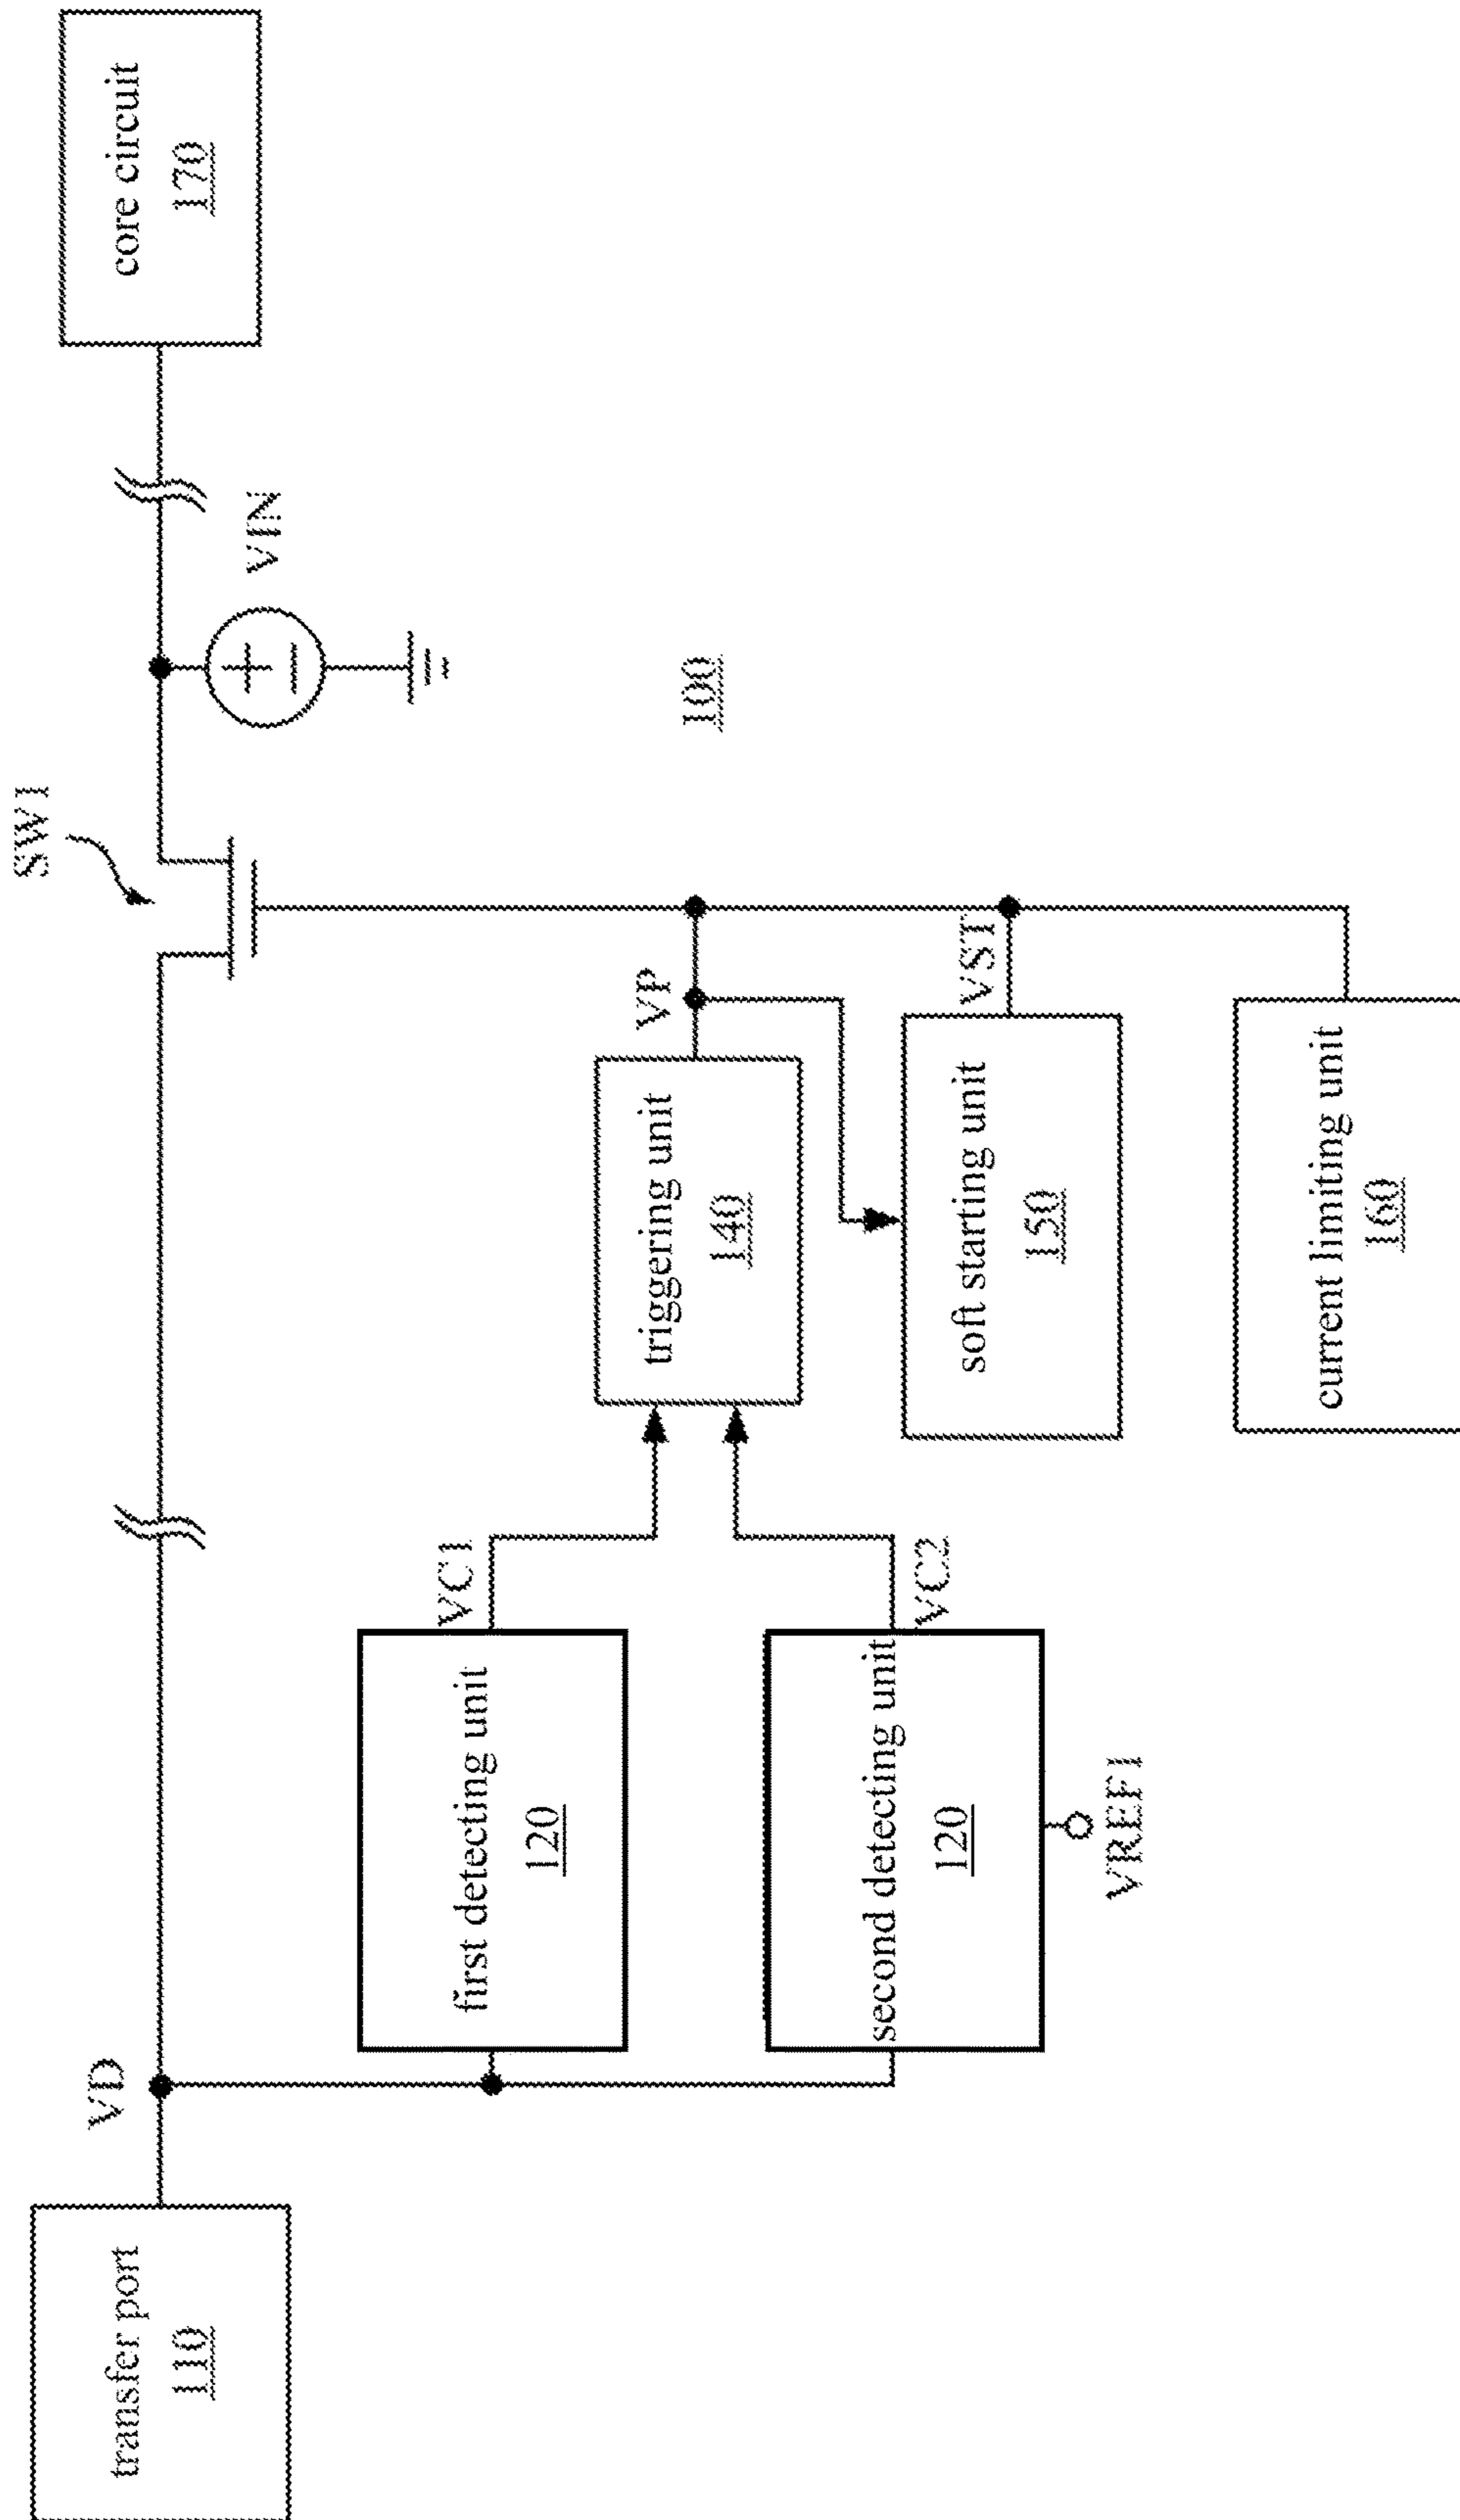 SW1
VD
VIN
transfer port
110
core circuit
170
100
first detecting unit
120
VC1
triggering unit
140
VP
second detecting unit
120
VC2
VREF1
soft starting unit
150
VST
current limiting unit
160